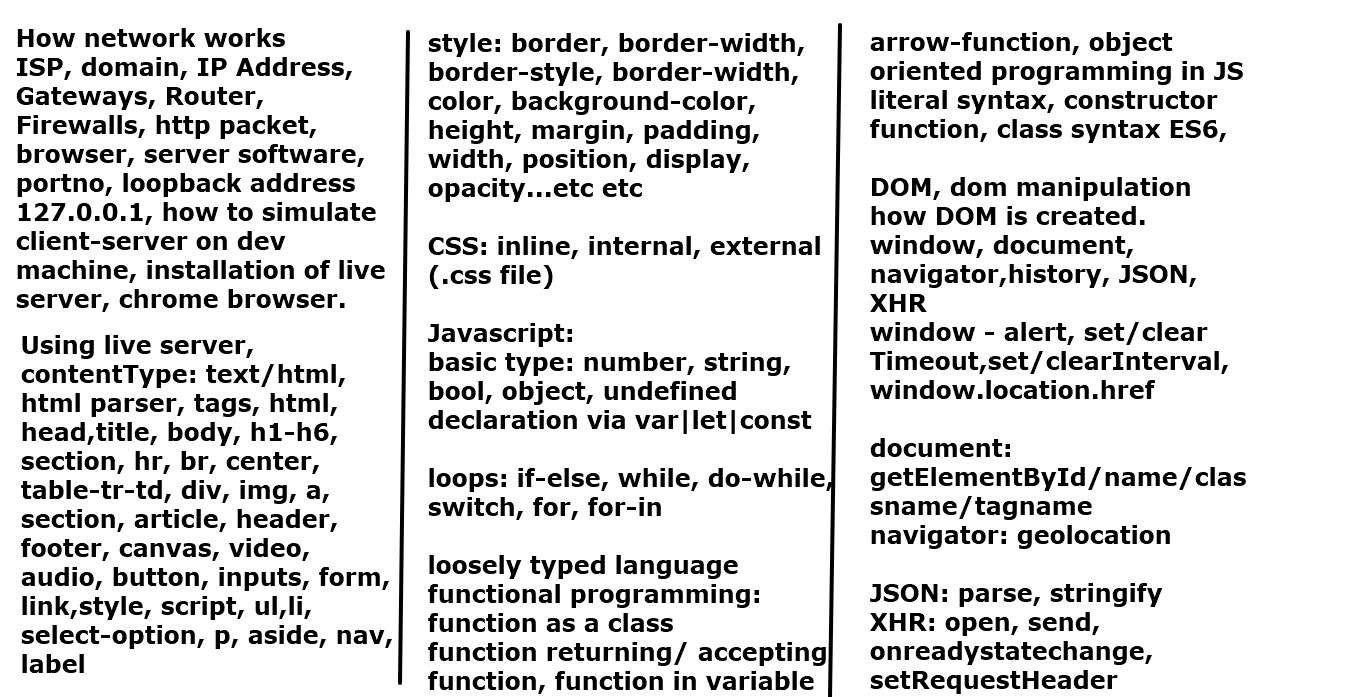 How network works
ISP, domain, IP Address,
Gateways, Router,
Firewalls, http packet,
browser, server software,
portno, loopback address
127.0.0.1, how to simulate
client-server on dev
machine, installation of live
server, chrome browser.
Using live server,
contentType: text/html,
html parser, tags, html,
head,title, body, h1-h6,
section, hr, br, center,
table-tr-td, div, img, a,
section, article, header,
footer, canvas, video,
audio, button, inputs, form,
link,style, script, ul,li,
select-option, p, aside, nav,
label
style: border, border-width,
border-style, border-width,
color, background-color,
height, margin, padding,
width, position, display,
opacity...etc etc
CSS: inline, internal, external
(.css file)
Javascript:
basic type: number, string,
bool, object, undefined
declaration via var|let|const
loops: if-else, while, do-while,
switch, for, for-in
loosely typed language
functional programming:
function as a class
function returning/ accepting
function, function in variable
arrow-function, object
oriented programming in JS
literal syntax, constructor
function, class syntax ES6,
DOM, dom manipulation
how DOM is created.
window, document,
navigator,history, JSON,
XHR
window - alert, set/clear
Timeout,set/clearInterval,
window.location.href
document:
getElementById/name/clas
sname/tagname
navigator: geolocation
JSON: parse, stringify
XHR: open, send,
onreadystatechange,
setRequestHeader